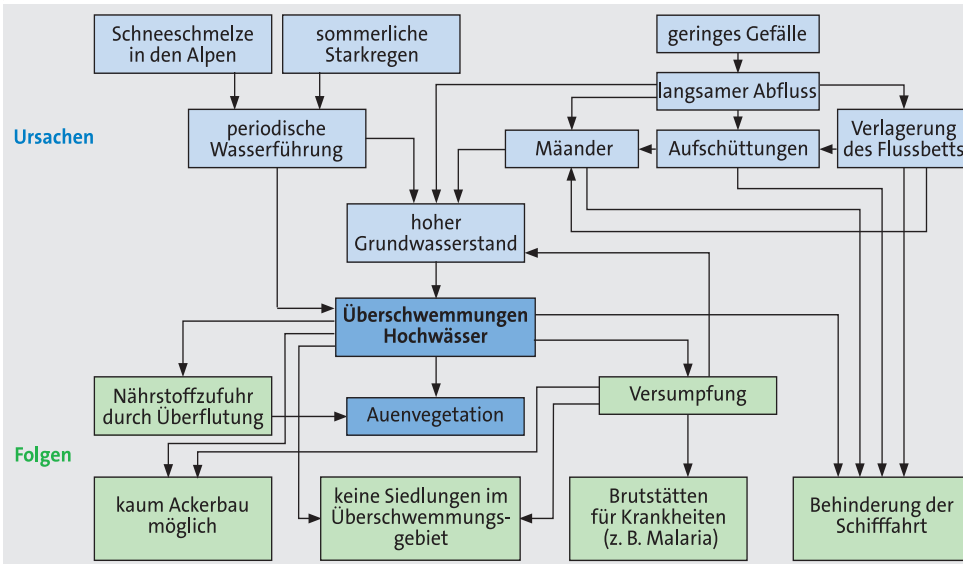 Schneeschmelze
in den Alpen
sommerliche
Starkregen
geringes Gefälle
langsamer Abfluss
Ursachen
periodische
Wasserführung
Mäander
Aufschüttungen
Verlagerung
des Flussbetts
hoher
Grundwasserstand
Überschwemmungen
Hochwässer
Nährstoffzufuhr
durch Überflutung
Auenvegetation
Versumpfung
Folgen
kaum Ackerbau
möglich
keine Siedlungen im
Überschwemmungs-
gebiet
Brutstätten
für Krankheiten
(z. B. Malaria)
Behinderung der
Schifffahrt